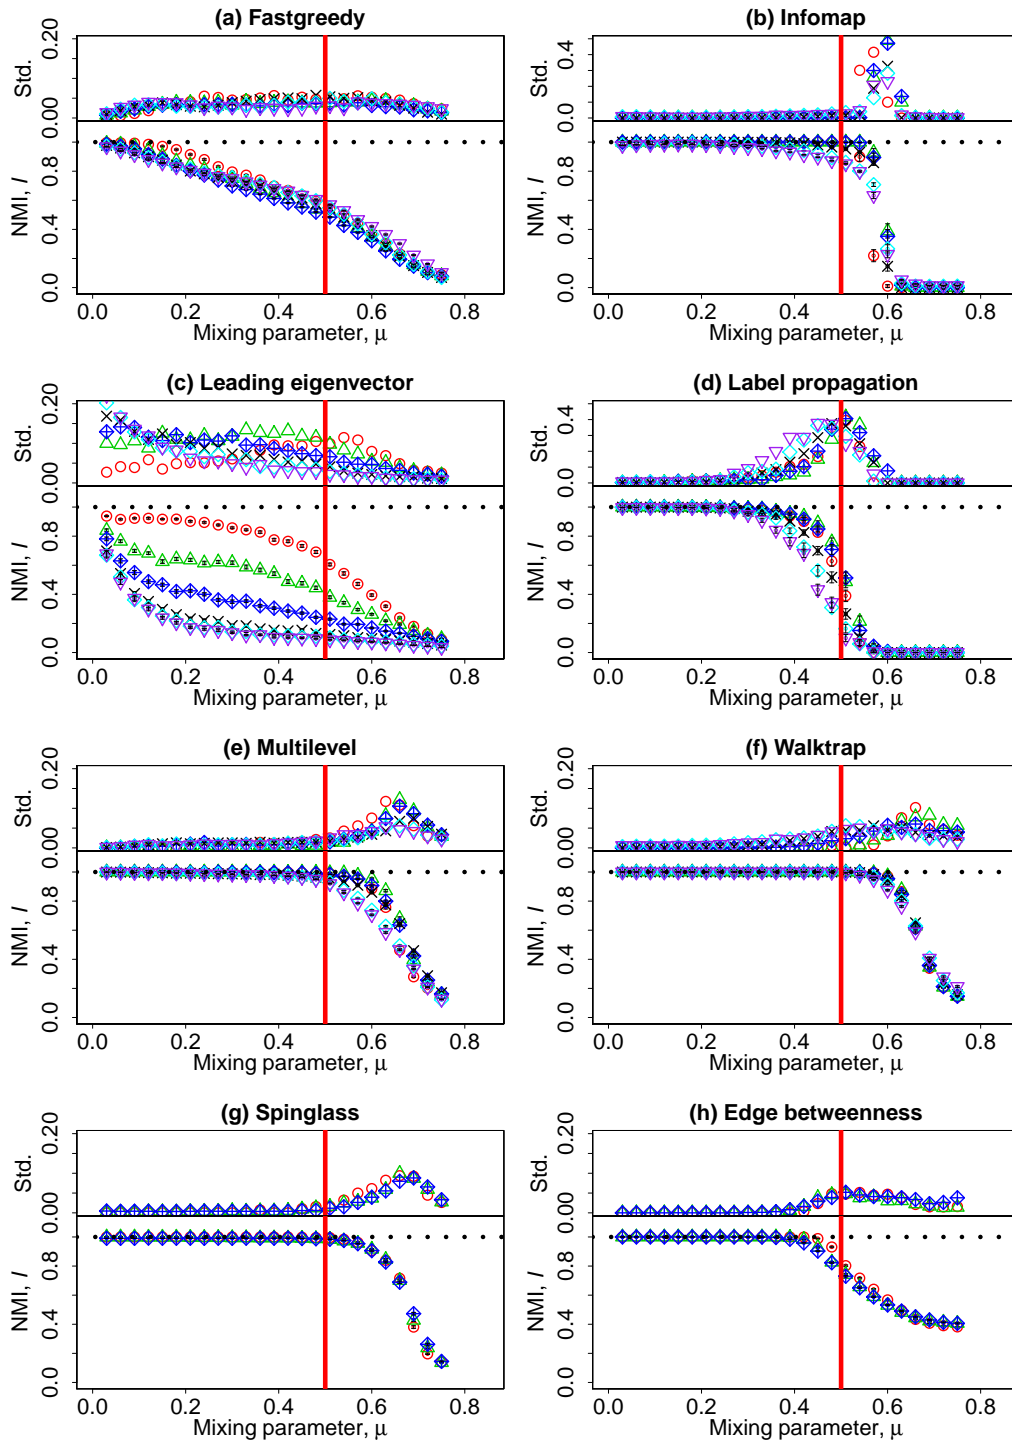 (a) Fastgreedy
(b) Infomap
Std.
0.00
0.20
Std.
0.0
0.4
NMI, I
0.0
0.4
0.8
NMI, I
0.0
0.4
0.8
0.0 0.2 0.4 0.6 0.8
0.0 0.2 0.4 0.6 0.8
Mixing parameter, μ
Mixing parameter, μ
(c) Leading eigenvector
(d) Label propagation
Std.
0.00
0.20
Std.
0.0
0.4
NMI, I
0.0
0.4
0.8
NMI, I
0.0
0.4
0.8
0.0 0.2 0.4 0.6 0.8
0.0 0.2 0.4 0.6 0.8
Mixing parameter, μ
Mixing parameter, μ
(e) Multilevel
(f) Walktrap
Std.
0.00
0.20
Std.
0.00
0.20
NMI, I
0.0
0.4
0.8
NMI, I
0.0
0.4
0.8
0.0 0.2 0.4 0.6 0.8
0.0 0.2 0.4 0.6 0.8
Mixing parameter, μ
Mixing parameter, μ
(g) Spinglass
(h) Edge betweenness
Std.
0.00
0.20
Std.
0.00
0.20
NMI, I
0.0
0.4
0.8
NMI, I
0.0
0.4
0.8
0.0 0.2 0.4 0.6 0.8
0.0 0.2 0.4 0.6 0.8
Mixing parameter, μ
Mixing parameter, μ